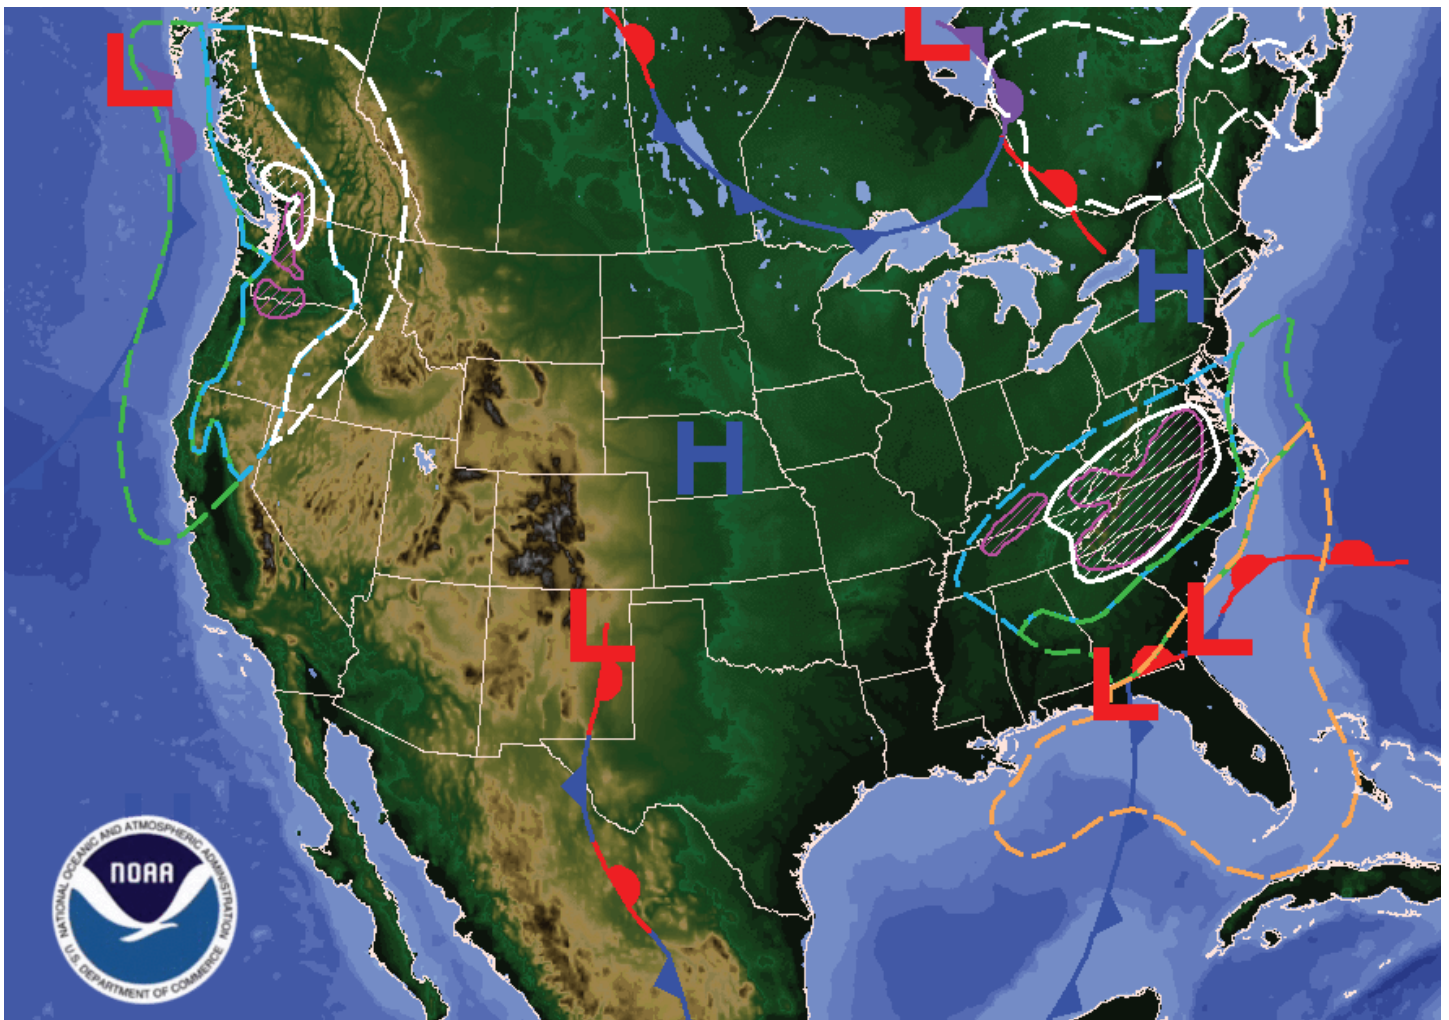 L
L
H
H
L
L
L
H
NATIONAL OCEANIC AND ATMOSPHERIC ADMINISTRATION
NOAA
U.S. DEPARTMENT OF COMMERCE